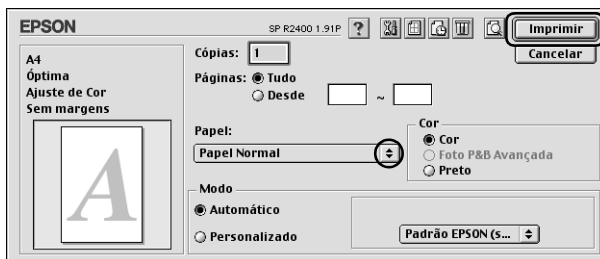 EPSON
SP R2400 1.91P
?
Imprimir
Cancelar
A4
Óptima
Ajuste de Cor
Sem margens
A
Cópias: 1
Páginas: Tudo
Desde ~
Papel:
Papel Normal
Cor
Cor
Foto P&B Avançada
Preto
Modo
Automático
Personalizado
Padrão EPSON (s...